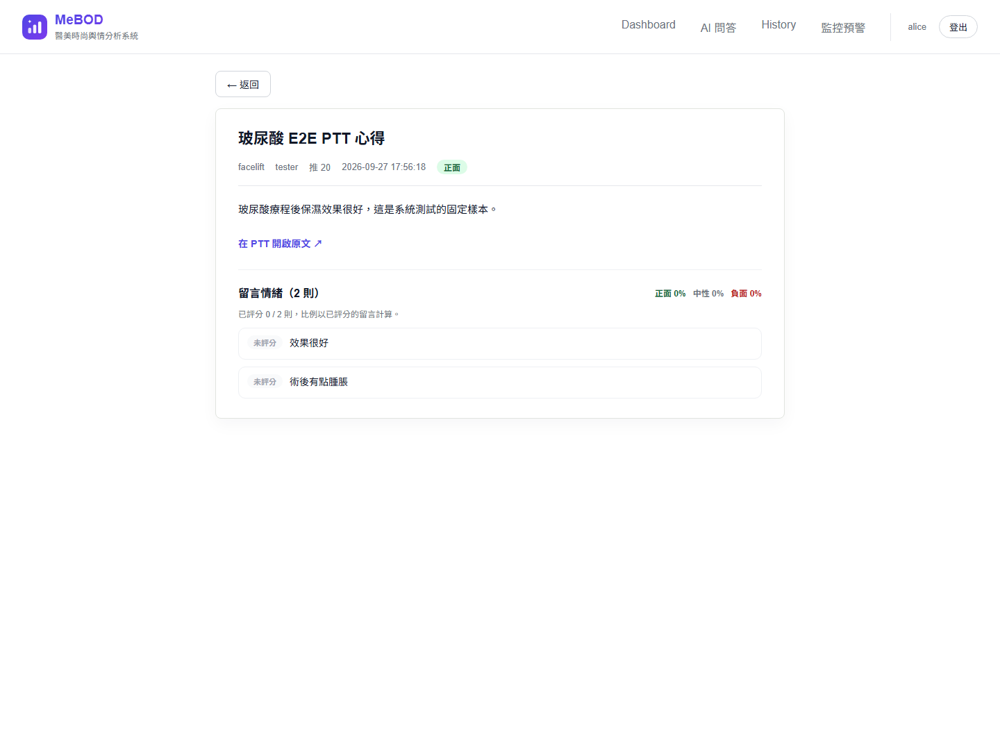 MeBOD
醫美時尚輿情分析系統
Dashboard
AI 問答
History
監控預警
alice
登出
← 返回
玻尿酸 E2E PTT 心得
facelift tester 推 20 2026-09-27 17:56:18 正面
玻尿酸療程後保濕效果很好，這是系統測試的固定樣本。
在 PTT 開啟原文 ↗
留言情緒（2 則）
正面 0% 中性 0% 負面 0%
已評分 0 / 2 則，比例以已評分的留言計算。
未評分 效果很好
未評分 術後有點腫脹